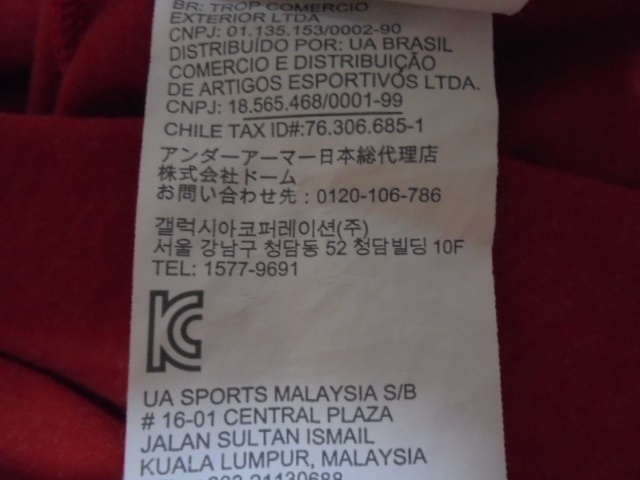 BR: TROP COMERCIO
EXTERIOR LTDA
CNPJ: 01.135.153/0002-90
DISTRIBUÍDO POR: UA BRASIL
COMERCIO E DISTRIBUIÇÃO
DE ARTIGOS ESPORTIVOS LTDA.
CNPJ: 18.565.468/0001-99
CHILE TAX ID#:76.306.685-1
アンダーアーマー日本総代理店
株式会社ドーム
お問い合わせ先：0120-106-786
갤럭시아코퍼레이션(주)
서울 강남구 청담동 52 청담빌딩 10F
TEL: 1577-9691
KC
UA SPORTS MALAYSIA S/B
# 16-01 CENTRAL PLAZA
JALAN SULTAN ISMAIL
KUALA LUMPUR, MALAYSIA